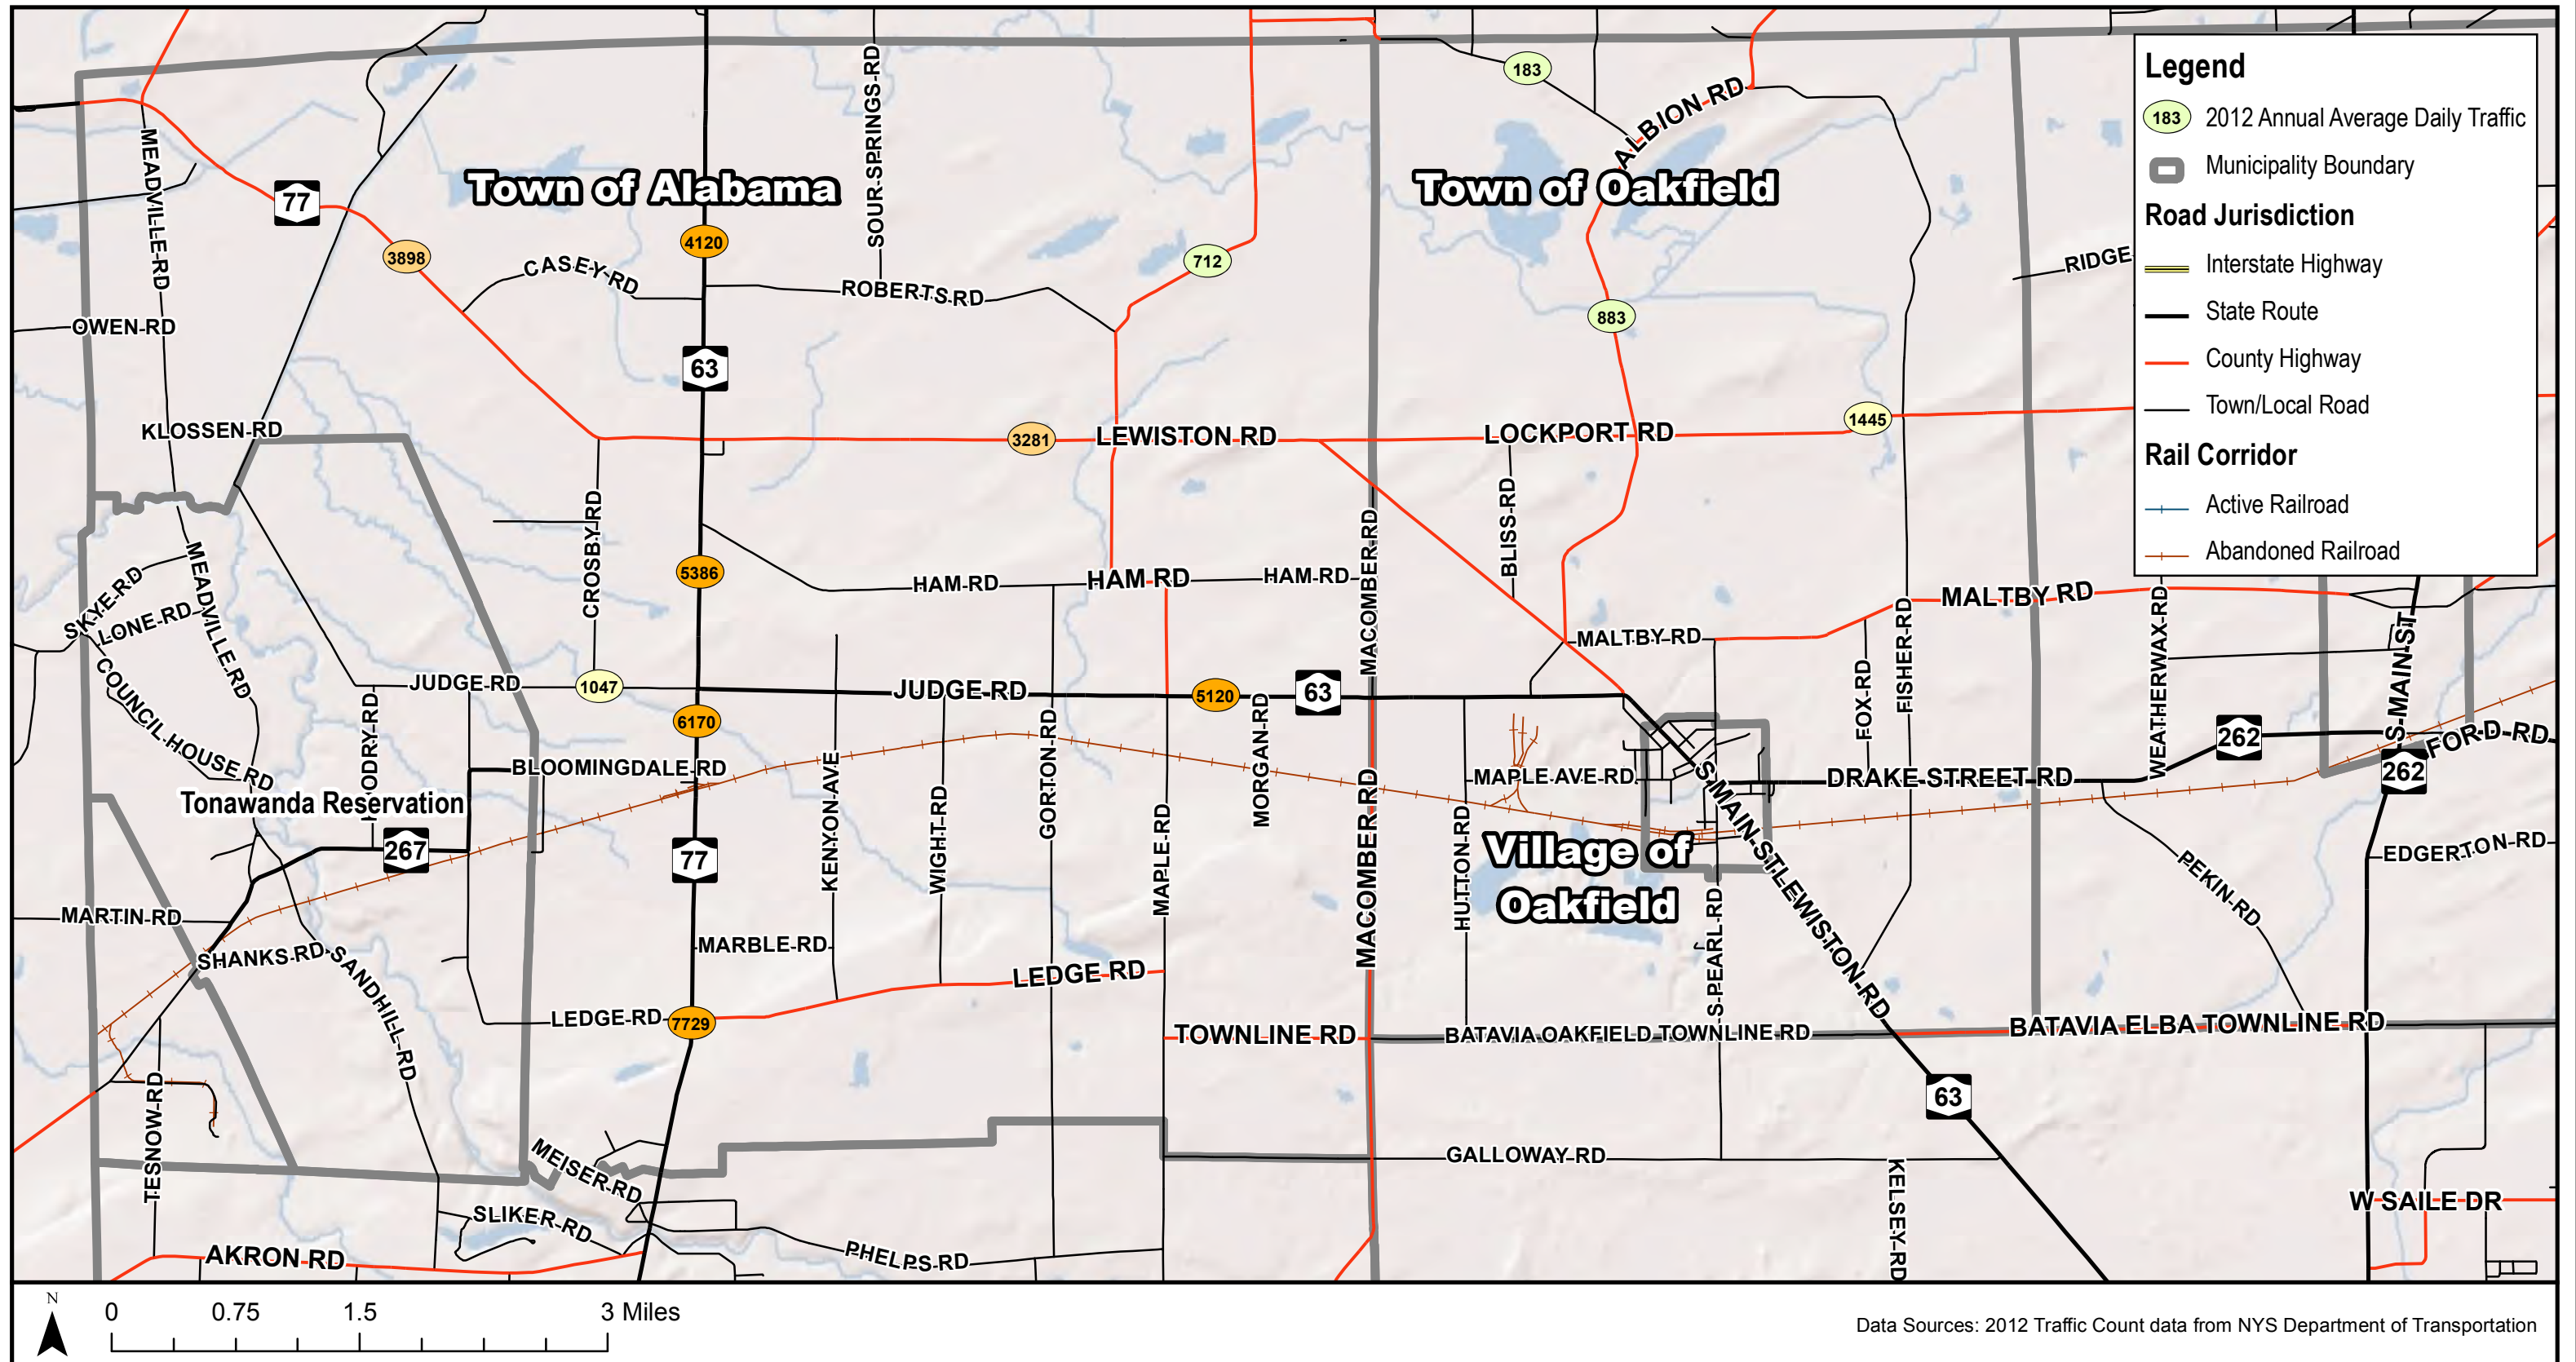 Legend
183 2012 Annual Average Daily Traffic
Municipality Boundary
Road Jurisdiction
Interstate Highway
State Route
County Highway
Town/Local Road
Rail Corridor
Active Railroad
Abandoned Railroad
183
ALBION RD
SOUR-SPRINGS-RD
MEADVILLE-RD
77
Town of Alabama
Town of Oakfield
4120
3898
712
CASEY-RD
ROBERTS-RD
RIDGE
883
OWEN-RD
63
KLOSSEN-RD
3281
LEWISTON RD
LOCKPORT RD
1445
CROSBY-RD
BLISS-RD
MACOMBER-RD
5386
HAM-RD
HAM RD
HAM-RD
SKYE-RD
LONE-RD
MEADVILLE-RD
MALTBY RD
MALTBY-RD
FISHER-RD
FOX-RD
WEATHERWAX-RD
S-MAIN-ST
COUNCIL-HOUSE RD
JUDGE-RD
1047
JUDGE-RD
5120
63
MORGAN-RD
6170
262
FORD-RD
BLOOMINGDALE-RD
KENYON-AVE
WIGHT-RD
GORTON-RD
MAPLE-RD
MACOMBER RD
MAPLE-AVE-RD
S-MAIN-ST
DRAKE-STREET RD
262
Tonawanda Reservation
267
77
HUTTON-RD
Village of
Oakfield
LEWISTON-RD
S-PEARL-RD
EDGERTON-RD
PEKIN-RD
MARTIN-RD
SHANKS-RD
SANDHILL-RD
MARBLE-RD
LEDGE RD
LEDGE-RD
7729
TOWNLINE RD
BATAVIA-OAKFIELD-TOWNLINE RD
BATAVIA ELBA TOWNLINE RD
TESNOW-RD
63
MEISER-RD
GALLOWAY-RD
KELSEY-RD
W SAILE DR
SLIKER-RD
AKRON RD
PHELPS-RD
N
0 0.75 1.5 3 Miles
Data Sources: 2012 Traffic Count data from NYS Department of Transportation